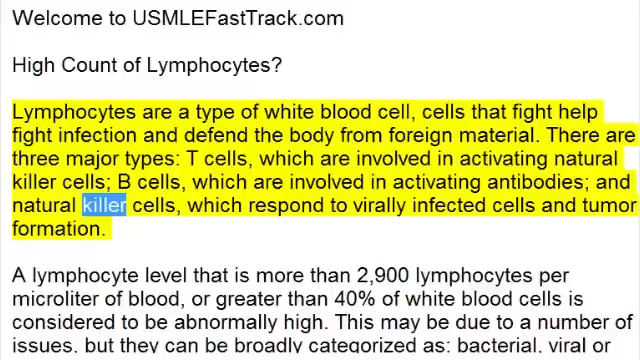 Welcome to USMLEFastTrack.com
High Count of Lymphocytes?
Lymphocytes are a type of white blood cell, cells that fight help
fight infection and defend the body from foreign material. There are
three major types: T cells, which are involved in activating natural
killer cells; B cells, which are involved in activating antibodies; and
natural killer cells, which respond to virally infected cells and tumor
formation.
A lymphocyte level that is more than 2,900 lymphocytes per
microliter of blood, or greater than 40% of white blood cells is
considered to be abnormally high. This may be due to a number of
issues, but they can be broadly categorized as: bacterial, viral or